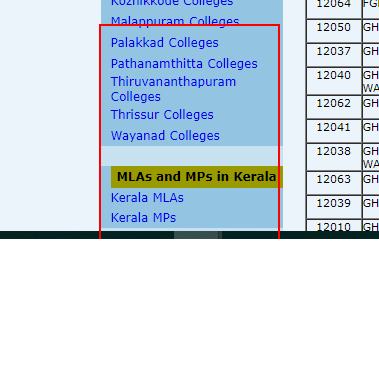 Kozhikkode Colleges
Malappuram Colleges
Palakkad Colleges
Pathanamthitta Colleges
Thiruvananthapuram
Colleges
Thrissur Colleges
Wayanad Colleges
MLAs and MPs in Kerala
Kerala MLAs
Kerala MPs
12064 FG
12050 GH
12037 GH
12040 GH
WA
12062 GH
12041 GH
12038 GH
WA
12063 GH
12039 GH
12010 GH